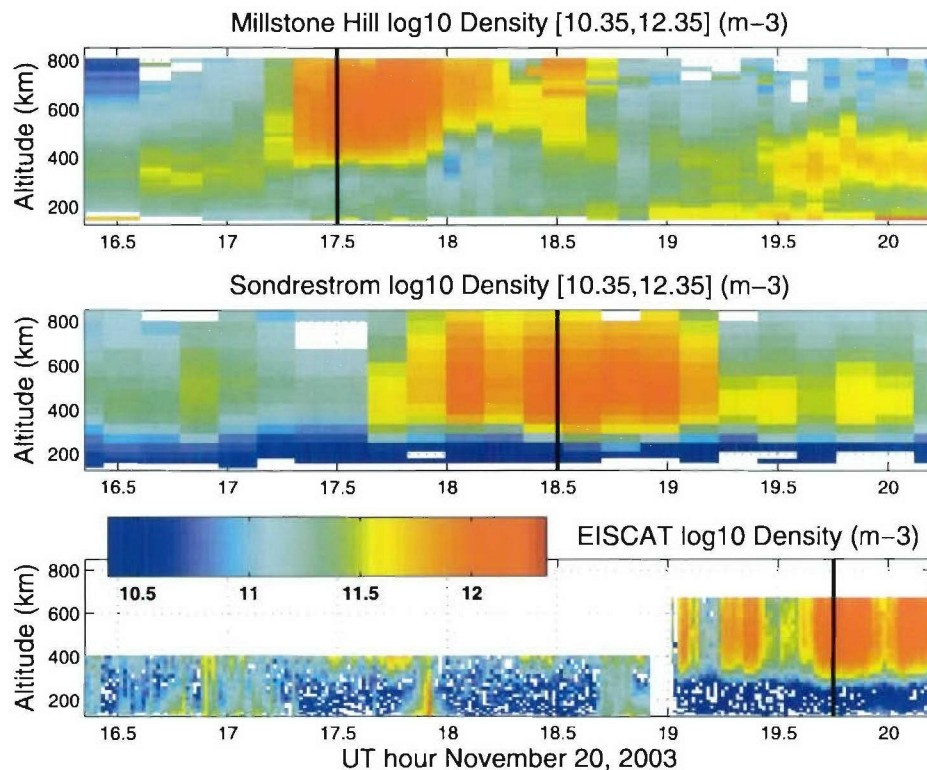 Millstone Hill log10 Density [10.35,12.35] (m−3)
800
600
400
200
Altitude (km)
16.5 17 17.5 18 18.5 19 19.5 20
Sondrestrom log10 Density [10.35,12.35] (m−3)
800
600
400
200
Altitude (km)
16.5 17 17.5 18 18.5 19 19.5 20
EISCAT log10 Density (m−3)
10.5 11 11.5 12
800
600
400
200
Altitude (km)
16.5 17 17.5 18 18.5 19 19.5 20
UT hour November 20, 2003